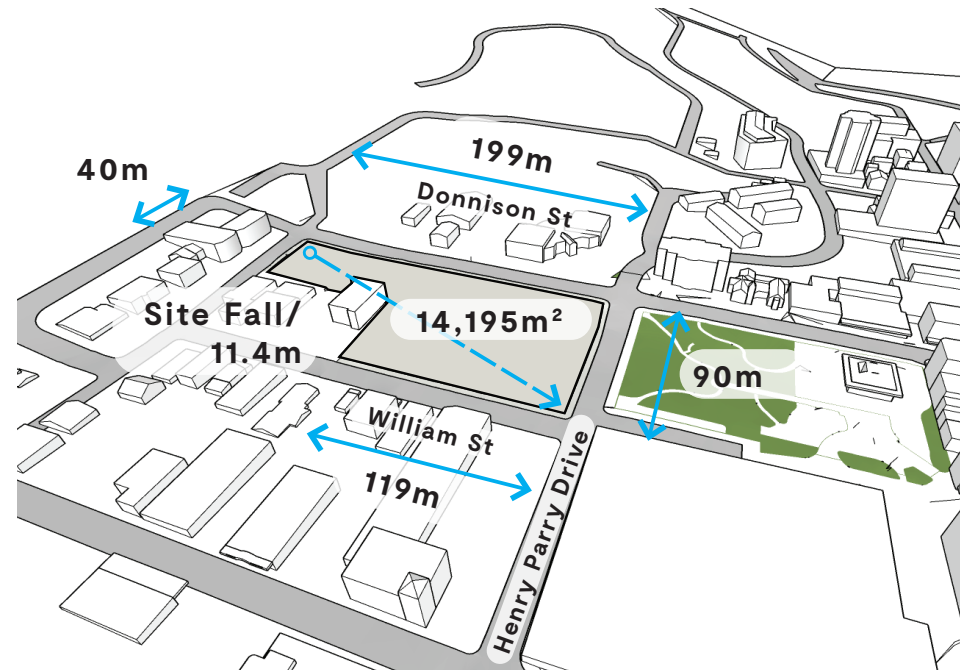 40m
199m
Donnison St
Site Fall/
11.4m
14,195m²
90m
William St
119m
Henry Parry Drive